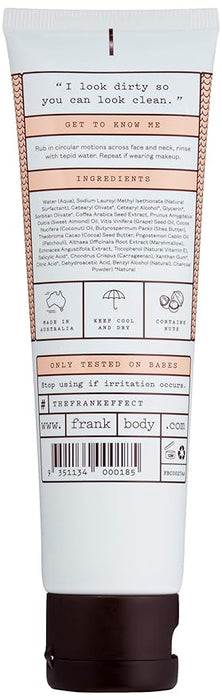 "I look dirty so
you can look clean."
GET TO KNOW ME
Rub in circular motions across face and neck, rinse
with tepid water. Repeat if wearing makeup.
INGREDIENTS
Water (Aqua), Sodium Lauroyl Methyl Isethionate (Natural
Surfactant), Cetearyl Olivate*, Cetearyl Alcohol*, Glycerin*,
Sorbitan Olivate*, Coffea Arabica Seed Extract, Prunus Amygdalus
Dulcis (Sweet Almond) Oil, Vitis Vinifera (Grape Seed) Oil, Cocos
Nucifera (Coconut) Oil, Butyrospermum Parkii (Shea Butter),
Theobroma Cacao (Cocoa) Seed Butter, Pogostemon Cablin Oil
(Patchouli), Althaea Officinalis Root Extract (Marshmallow),
Echinacea Angustifolia Extract, Tocopherol (Natural Vitamin E),
Salicylic Acid*, Chondrus Crispus (Carrageenan), Xanthan Gum*,
Citric Acid*, Dehydroacetic Acid*, Benzyl Alcohol (Natural), Charcoal
Powder* *Natural
MADE IN
AUSTRALIA
KEEP COOL
AND DRY
CONTAINS
NUTS
ONLY TESTED ON BABES
Stop using if irritation occurs.
# THEFRANKEFFECT
www. frank body .com
9 351134 000185